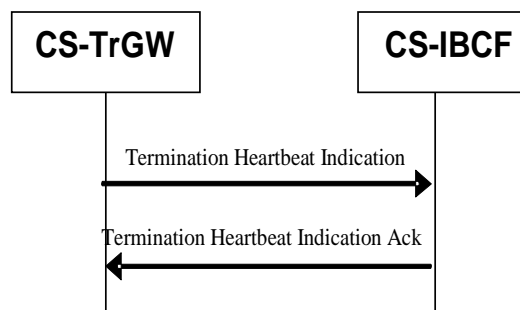 CS-TrGW
CS-IBCF
Termination Heartbeat Indication
Termination Heartbeat Indication Ack